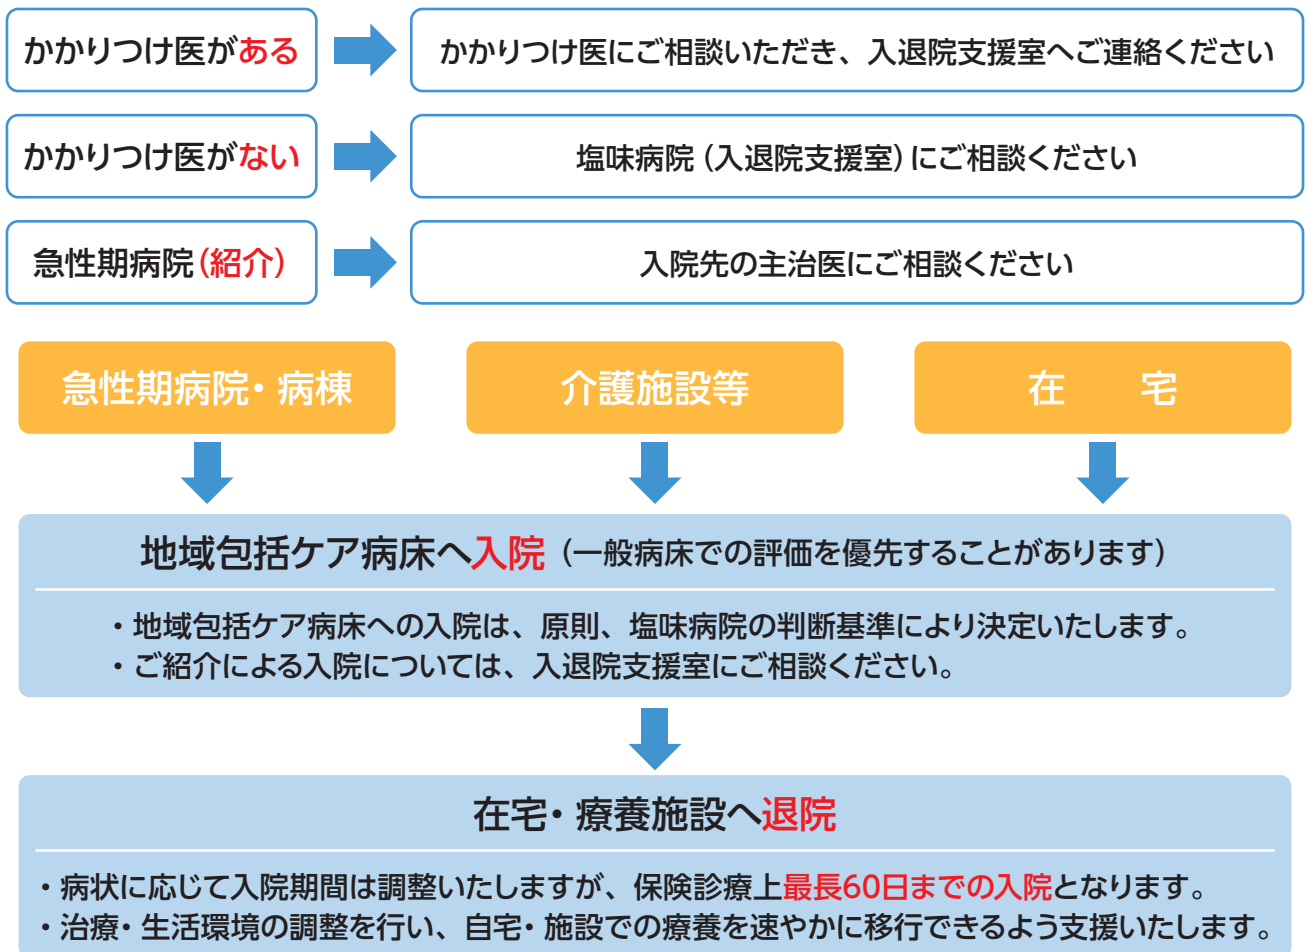 かかりつけ医がある
かかりつけ医にご相談いただき、入退院支援室へご連絡ください
かかりつけ医がない
塩味病院（入退院支援室）にご相談ください
急性期病院（紹介）
入院先の主治医にご相談ください
急性期病院・病棟
介護施設等
在　宅
地域包括ケア病床へ入院（一般病床での評価を優先することがあります）
・地域包括ケア病床への入院は、原則、塩味病院の判断基準により決定いたします。
・ご紹介による入院については、入退院支援室にご相談ください。
在宅・療養施設へ退院
・病状に応じて入院期間は調整いたしますが、保険診療上最長60日までの入院となります。
・治療・生活環境の調整を行い、自宅・施設での療養を速やかに移行できるよう支援いたします。